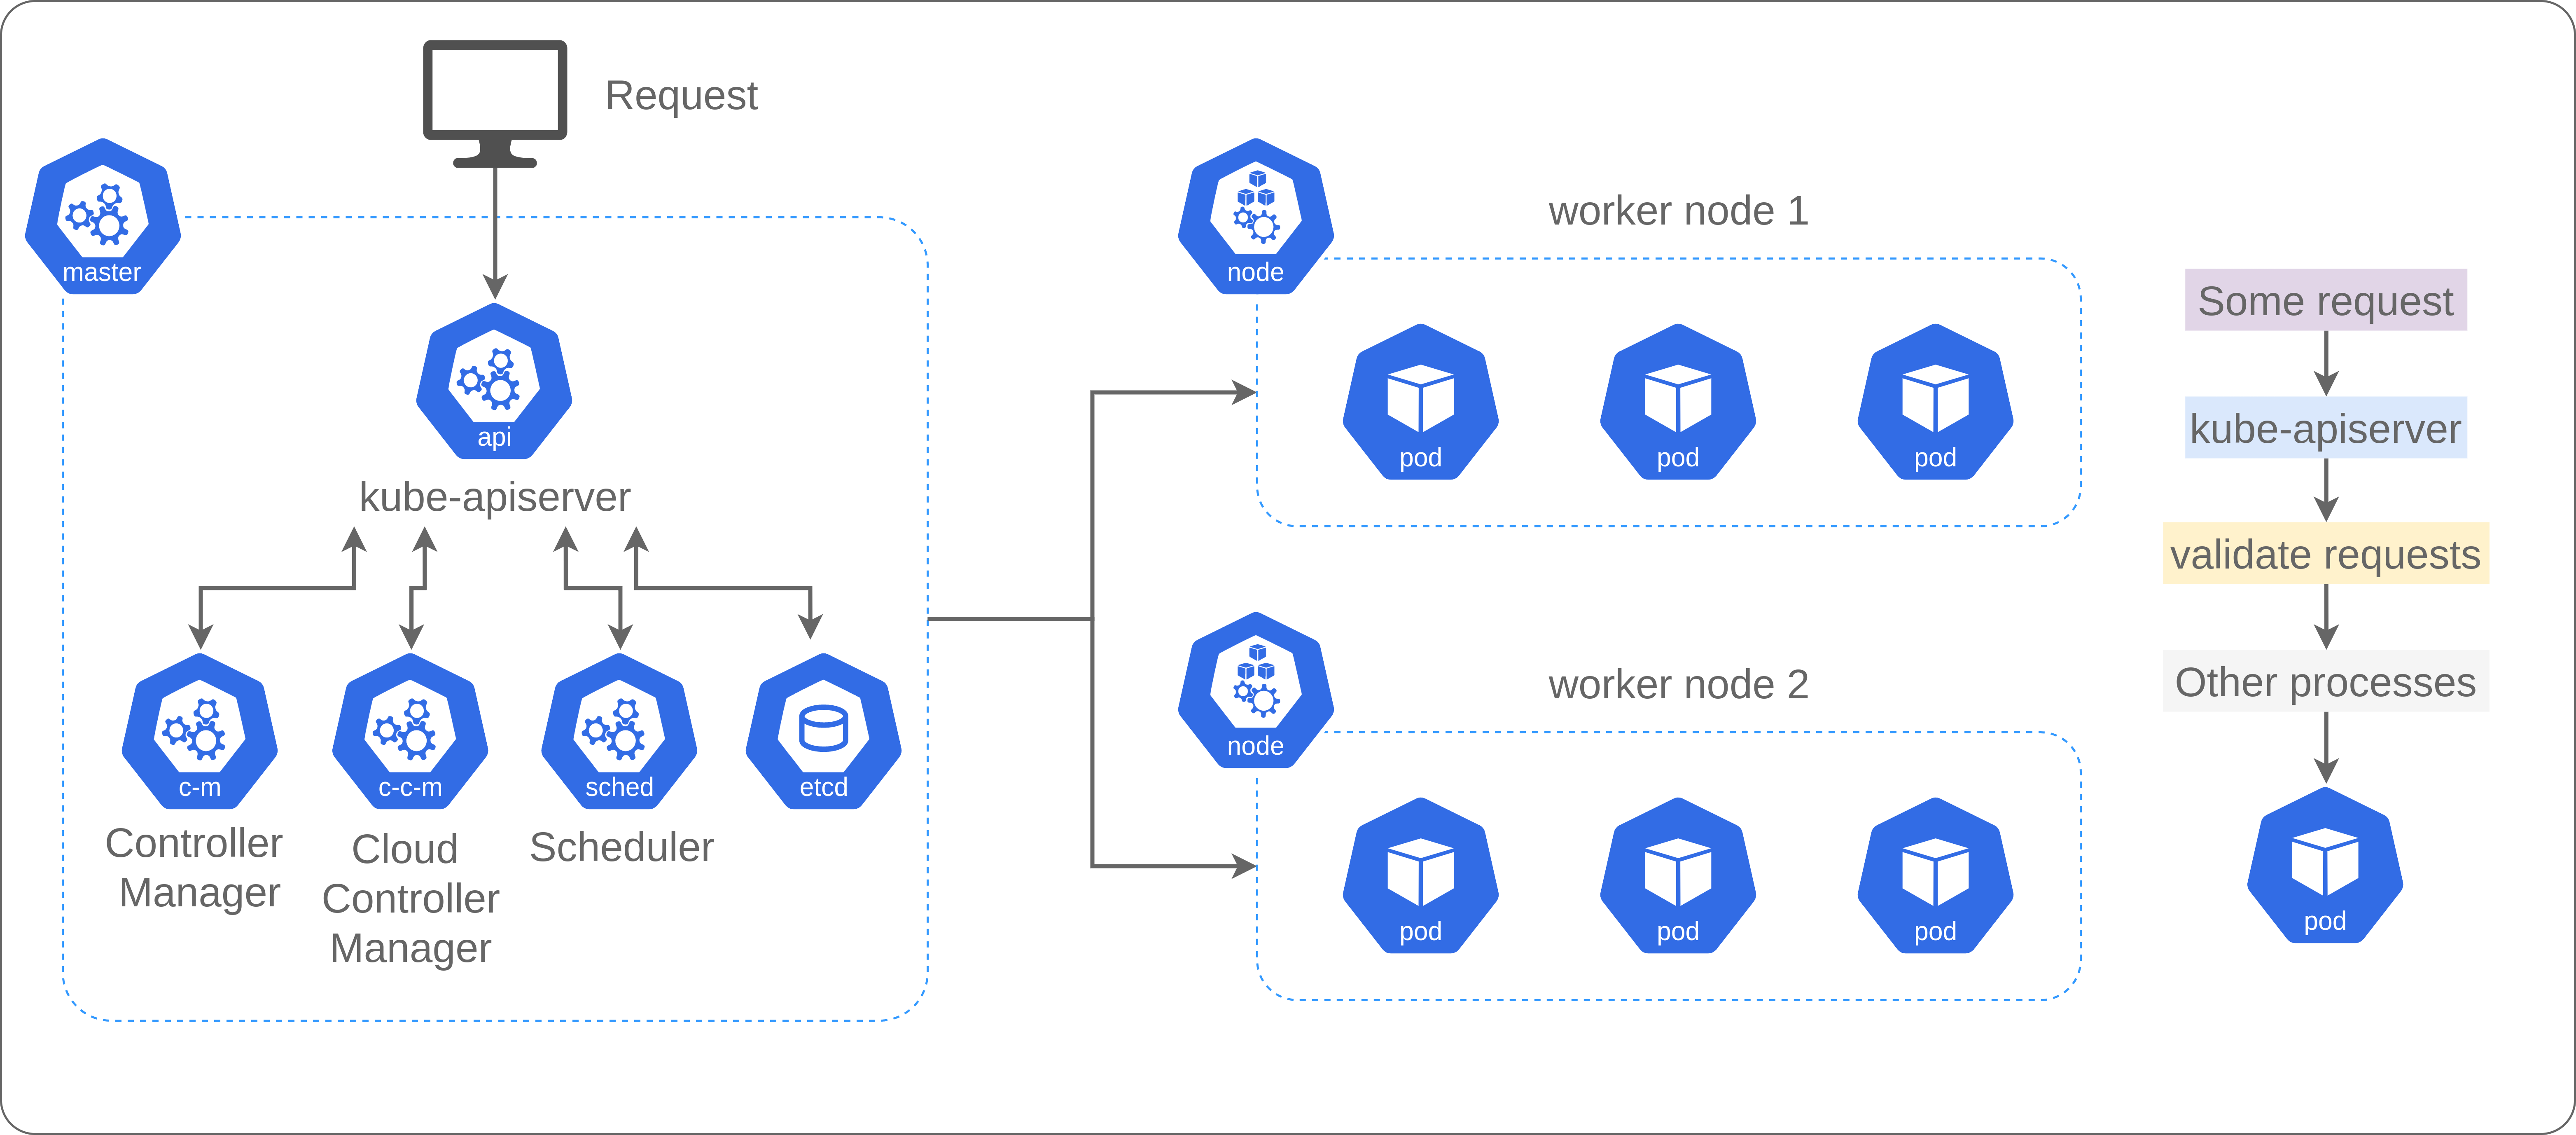 Request
master
api
kube-apiserver
c-m
c-c-m
sched
etcd
Controller
Manager
Cloud
Controller
Manager
Scheduler
worker node 1
node
pod
pod
pod
worker node 2
node
pod
pod
pod
Some request
kube-apiserver
validate requests
Other processes
pod